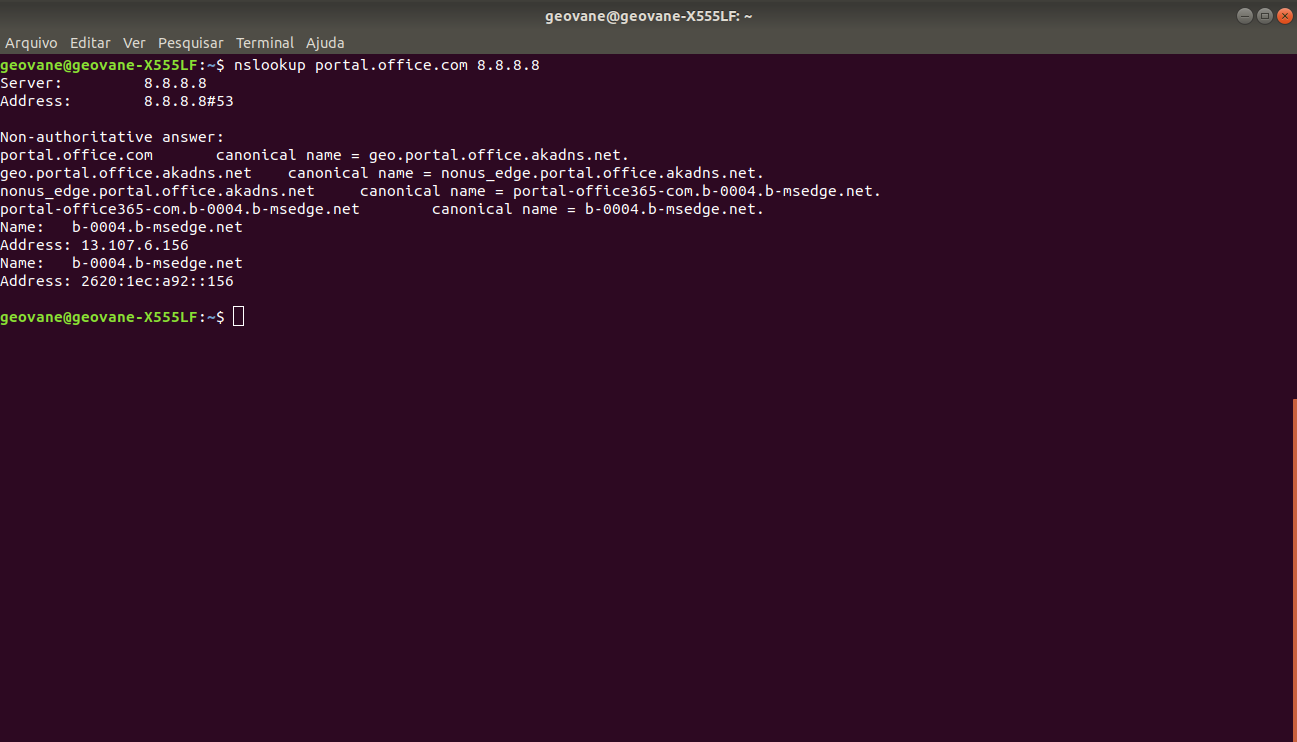 geovane@geovane-X555LF: ~
Arquivo Editar Ver Pesquisar Terminal Ajuda
geovane@geovane-X555LF:~$ nslookup portal.office.com 8.8.8.8
Server:         8.8.8.8
Address:        8.8.8.8#53

Non-authoritative answer:
portal.office.com       canonical name = geo.portal.office.akadns.net.
geo.portal.office.akadns.net    canonical name = nonus_edge.portal.office.akadns.net.
nonus_edge.portal.office.akadns.net     canonical name = portal-office365-com.b-0004.b-msedge.net.
portal-office365-com.b-0004.b-msedge.net        canonical name = b-0004.b-msedge.net.
Name:   b-0004.b-msedge.net
Address: 13.107.6.156
Name:   b-0004.b-msedge.net
Address: 2620:1ec:a92::156

geovane@geovane-X555LF:~$